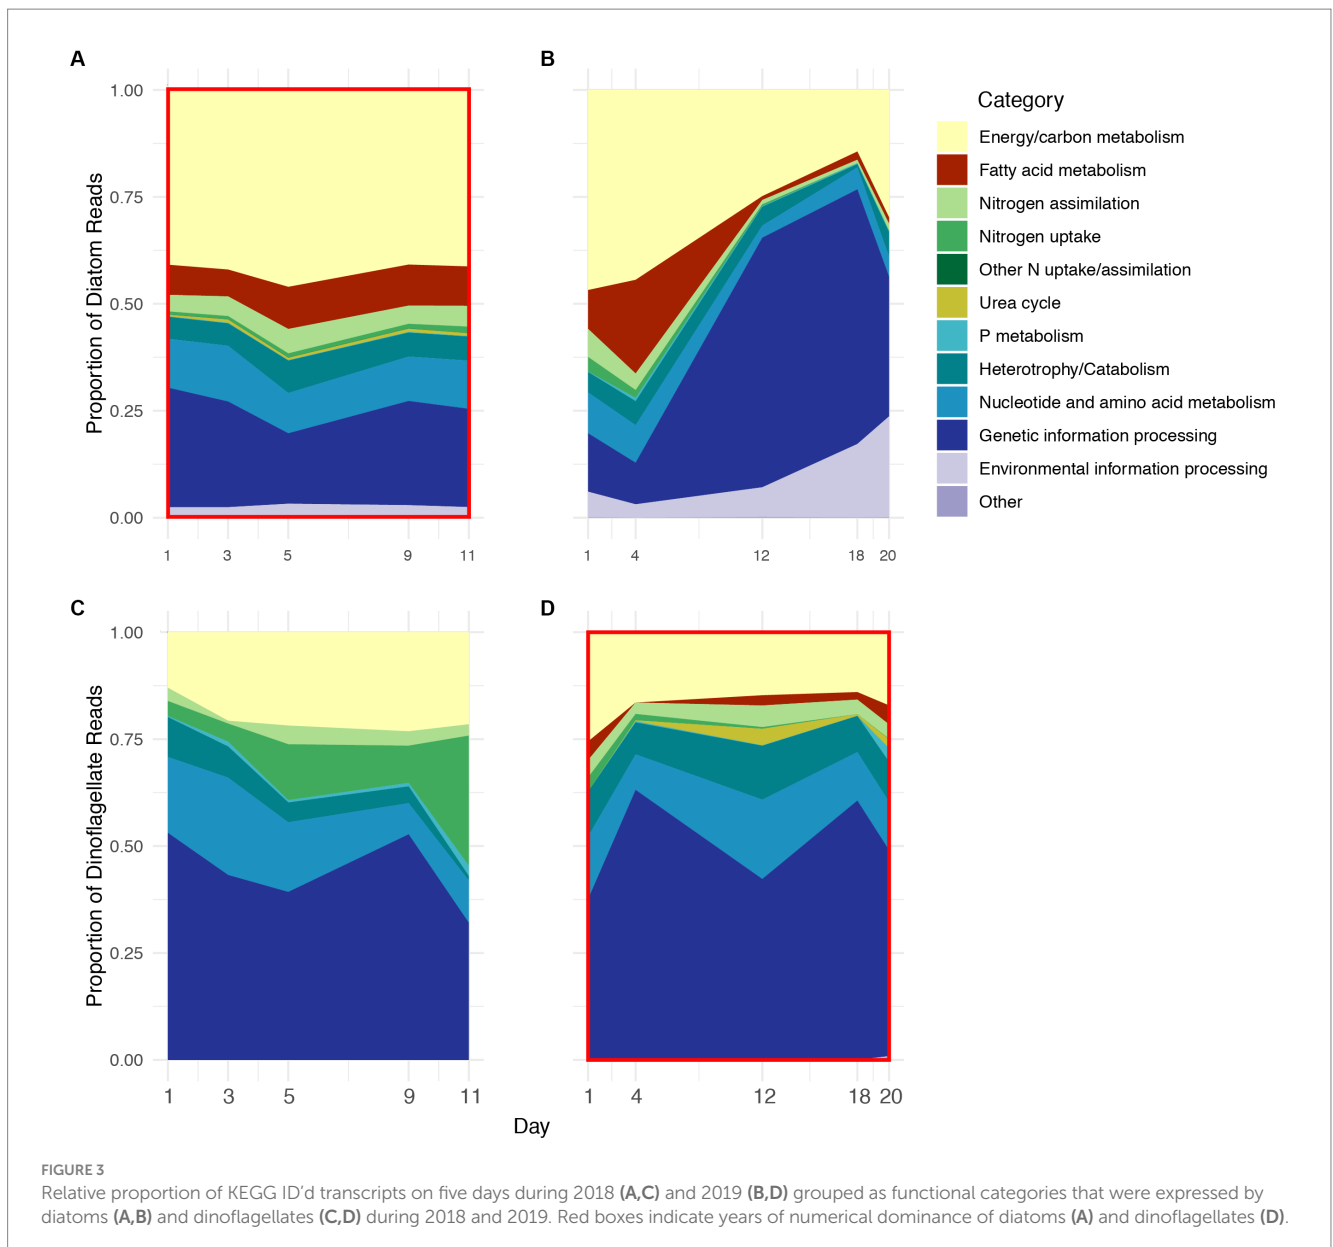 A
B
1.00
0.75
0.50
0.25
0.00
Proportion of Diatom Reads
1 3 5 9 11
1 4 12 18 20
Category
Energy/carbon metabolism
Fatty acid metabolism
Nitrogen assimilation
Nitrogen uptake
Other N uptake/assimilation
Urea cycle
P metabolism
Heterotrophy/Catabolism
Nucleotide and amino acid metabolism
Genetic information processing
Environmental information processing
Other
C
D
1.00
0.75
0.50
0.25
0.00
Proportion of Dinoflagellate Reads
1 3 5 9 11
1 4 12 18 20
Day
FIGURE 3
Relative proportion of KEGG ID’d transcripts on five days during 2018 (A,C) and 2019 (B,D) grouped as functional categories that were expressed by
diatoms (A,B) and dinoflagellates (C,D) during 2018 and 2019. Red boxes indicate years of numerical dominance of diatoms (A) and dinoflagellates (D).